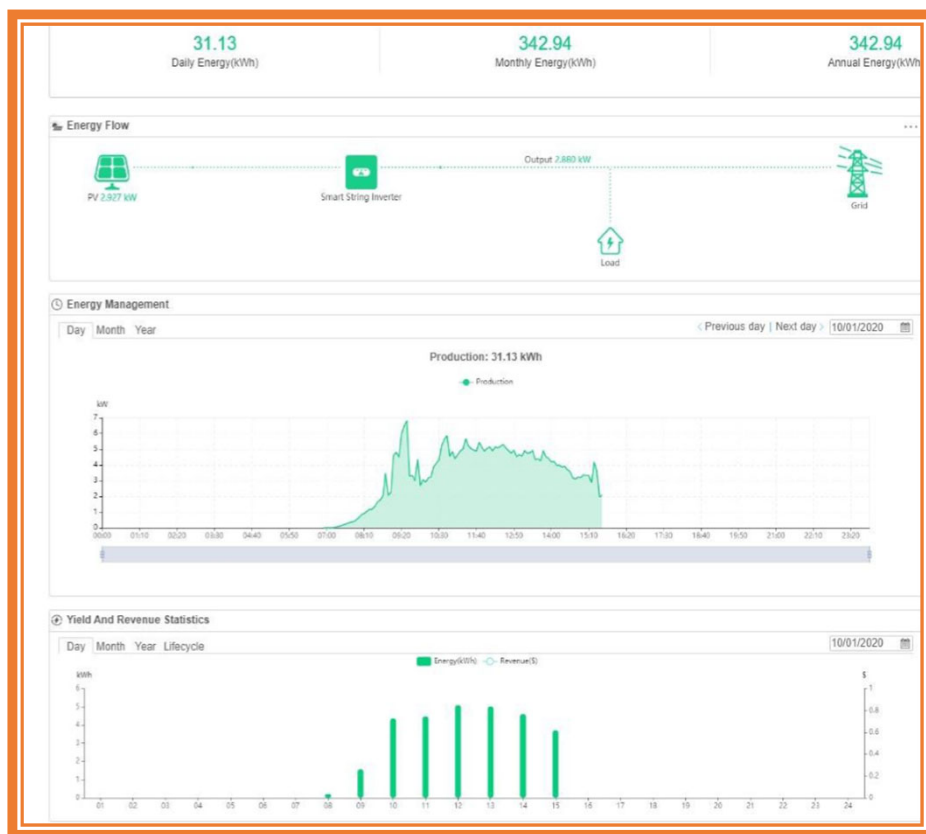 31.13 342.94 342.94
Daily Energy(kWh) Monthly Energy(kWh) Annual Energy(kWh
Energy Flow
Output 2.860 kW
PV 2.927 kW Smart String Inverter Grid
Load
Energy Management
Day Month Year < Previous day | Next day > 10/01/2020
Production: 31.13 kWh
Production
kW
7
6
5
4
3
2
1
0
00:00 01:10 02:20 03:30 04:40 05:50 07:00 08:10 09:20 10:30 11:40 12:50 14:00 15:10 16:20 17:30 18:40 19:50 21:00 22:10 23:20
Yield And Revenue Statistics
Day Month Year Lifecycle 10/01/2020
Energy(kWh) Revenue($)
kWh $
6 1
5 0.8
4 0.6
3
2 0.4
1 0.2
0 0
01 02 03 04 05 06 07 08 09 10 11 12 13 14 15 16 17 18 19 20 21 22 23 24